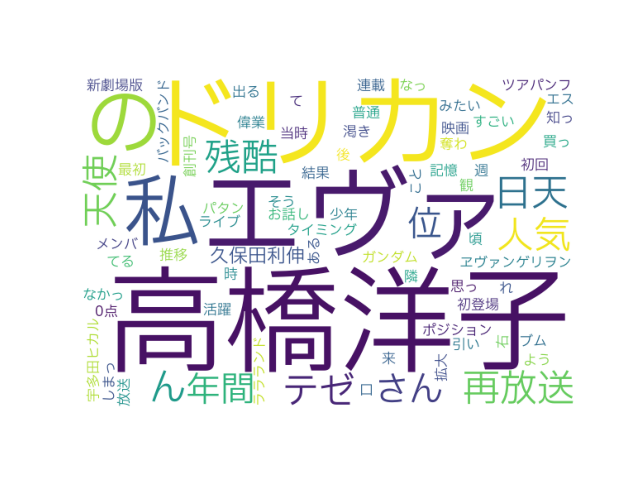 新劇場版
バックバンド
出る
て
連載
なっ
ツアパンフ
エス
の
ドリカン
偉業
当時
普通
みたい
すごい
知っ
渇き
映画
奪わ
買っ
天使
最初
創刊号
残酷
結果
後
記憶
週
初回
こと
観
私
エヴァ
パタン
そう
お話し
少年
ライブ
タイミング
位
日天
頃
人気
メンバ
推移
久保田利伸
ある
ガンダム
ヱヴァンゲリヲン
てる
時
隣
思っ
れ
なかっ
0点
活躍
初登場
高橋洋子
ポジション
右
ブム
引い
宇多田ヒカル
しまっ
放送
ララランド
来
拡大
よう
ん
年間
テゼ
口
さん
再放送